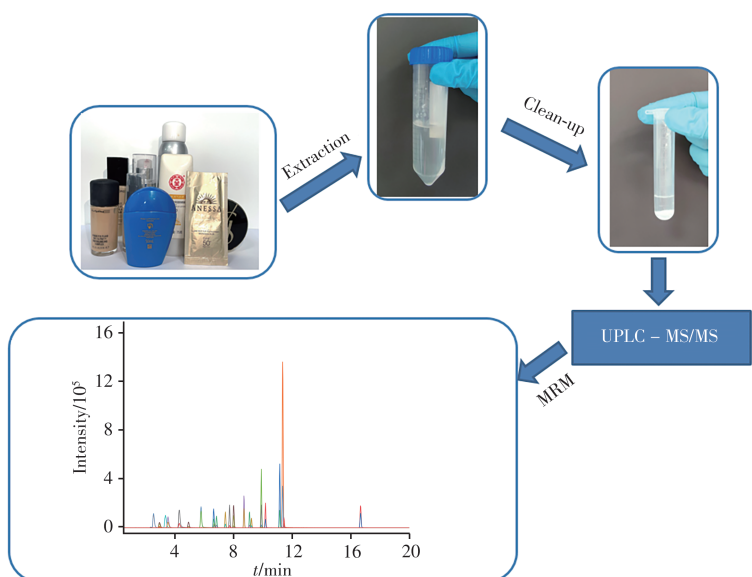 Extraction
Clean-up
ANESSA
50
UPLC – MS/MS
MRM
Intensity/10⁵
16
12
8
4
0
4 8 12 16 20
t/min